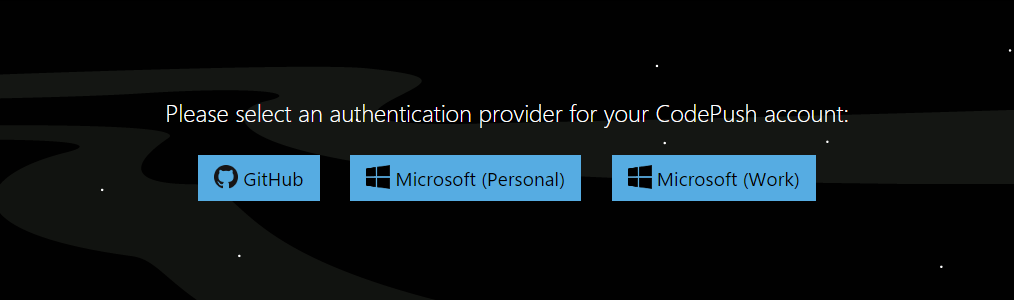 Please select an authentication provider for your CodePush account:
GitHub Microsoft (Personal) Microsoft (Work)